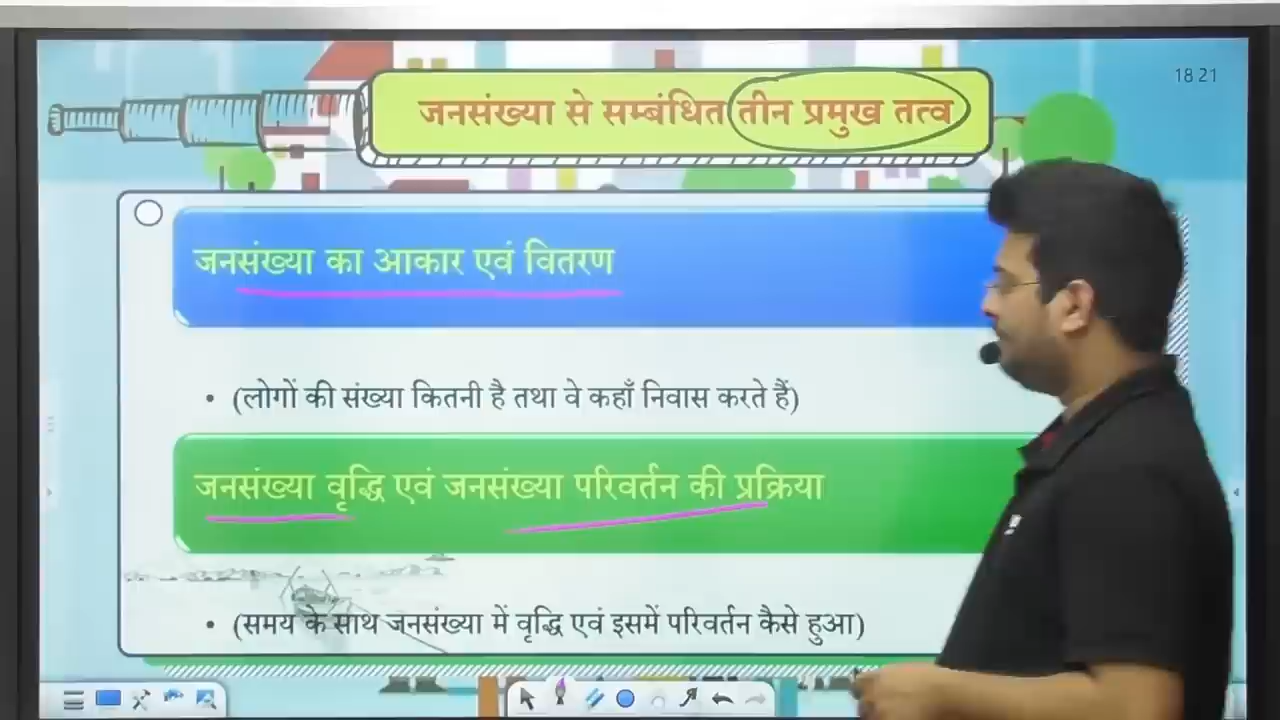 18 21
जनसंख्या से सम्बंधित तीन प्रमुख तत्व
जनसंख्या का आकार एवं वितरण
• (लोगों की संख्या कितनी है तथा वे कहाँ निवास करते हैं)
जनसंख्या वृद्धि एवं जनसंख्या परिवर्तन की प्रक्रिया
• (समय के साथ जनसंख्या में वृद्धि एवं इसमें परिवर्तन कैसे हुआ)